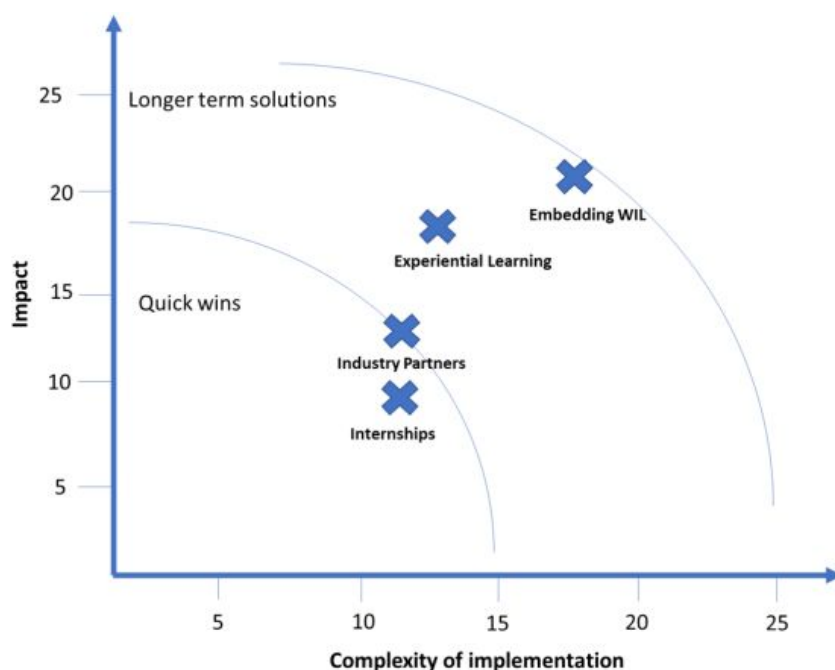 25
Longer term solutions
20
Embedding WIL
Experiential Learning
15
Quick wins
Impact
Industry Partners
10
Internships
5
5 10 15 20 25
Complexity of implementation